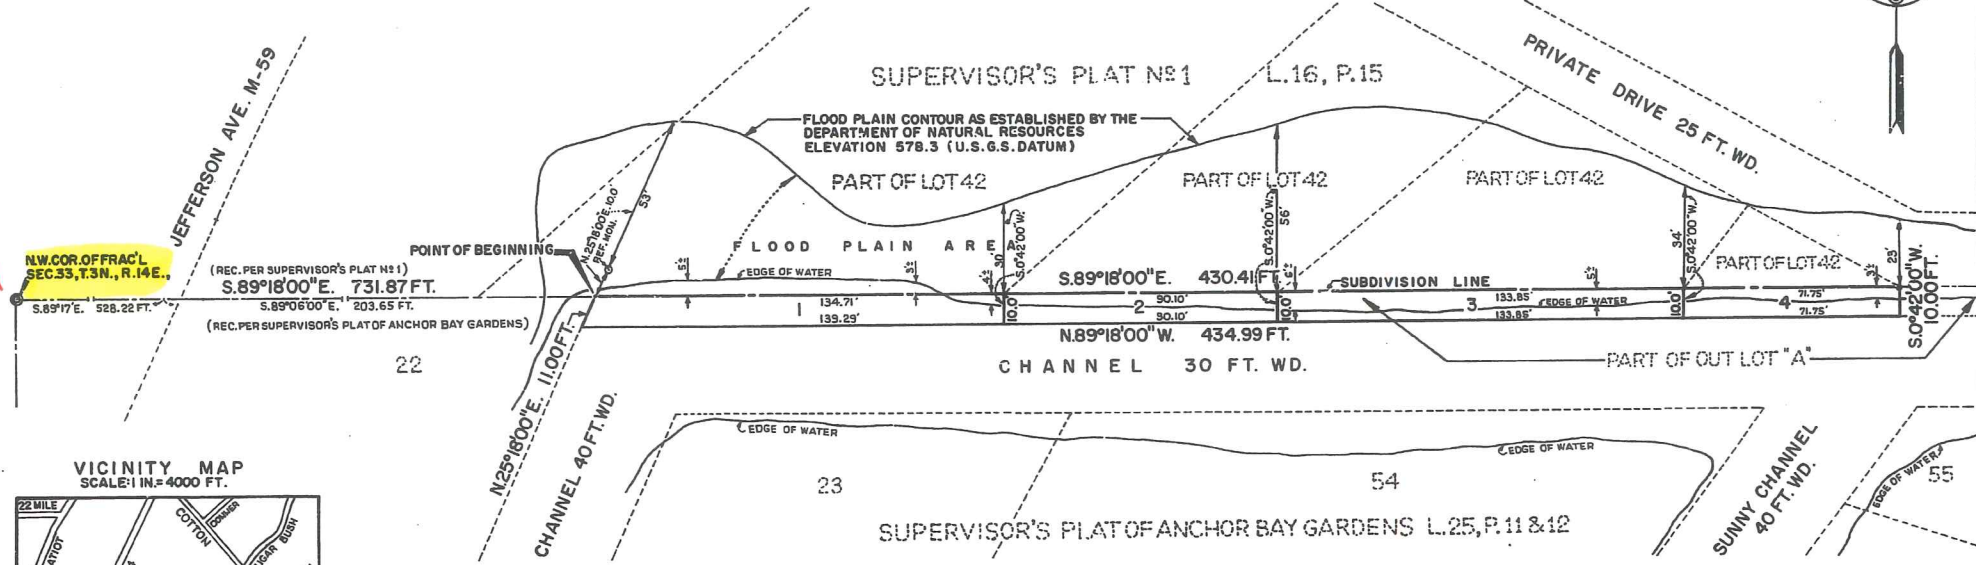 SUPERVISOR'S PLAT Nº1 L.16, P.15
PRIVATE DRIVE 25 FT. WD.
JEFFERSON AVE. M-59
FLOOD PLAIN CONTOUR AS ESTABLISHED BY THE
DEPARTMENT OF NATURAL RESOURCES
ELEVATION 578.3 (U.S.G.S. DATUM)
PART OF LOT 42
PART OF LOT 42
PART OF LOT 42
PART OF LOT 42
N.W. COR. OF FRAC'L
SEC. 33, T.3N., R.14E.,
POINT OF BEGINNING
N.25°18'00"E. 10.0'
REF. MON.
53'
FLOOD PLAIN AREA
(REC. PER SUPERVISOR'S PLAT Nº1)
S.89°18'00"E. 731.87 FT.
S.89°17'E. 528.22 FT.
S.89°06'00"E. 203.65 FT.
(REC. PER SUPERVISOR'S PLAT OF ANCHOR BAY GARDENS)
EDGE OF WATER
30'
S.0°42'00"W.
S.89°18'00"E. 430.41 FT.
56'
S.0°42'00"W.
SUBDIVISION LINE
34'
S.0°42'00"W.
S.0°42'00"W.
10.00 FT.
1
134.71'
139.29'
10.0'
2
90.10'
90.10'
10.0'
3
133.85'
133.85'
EDGE OF WATER
10.0'
4
71.75'
71.75'
N.89°18'00"W. 434.99 FT.
CHANNEL 30 FT. WD.
PART OF OUT LOT "A"
22
N.25°18'00"E. 11.00 FT.
CHANNEL 40 FT. WD.
EDGE OF WATER
EDGE OF WATER
23
54
55
EDGE OF WATER
SUNNY CHANNEL
40 FT. WD.
SUPERVISOR'S PLAT OF ANCHOR BAY GARDENS L.25, P.11 & 12
VICINITY MAP
SCALE: 1 IN.= 4000 FT.
22 MILE
COTTON
DONNER